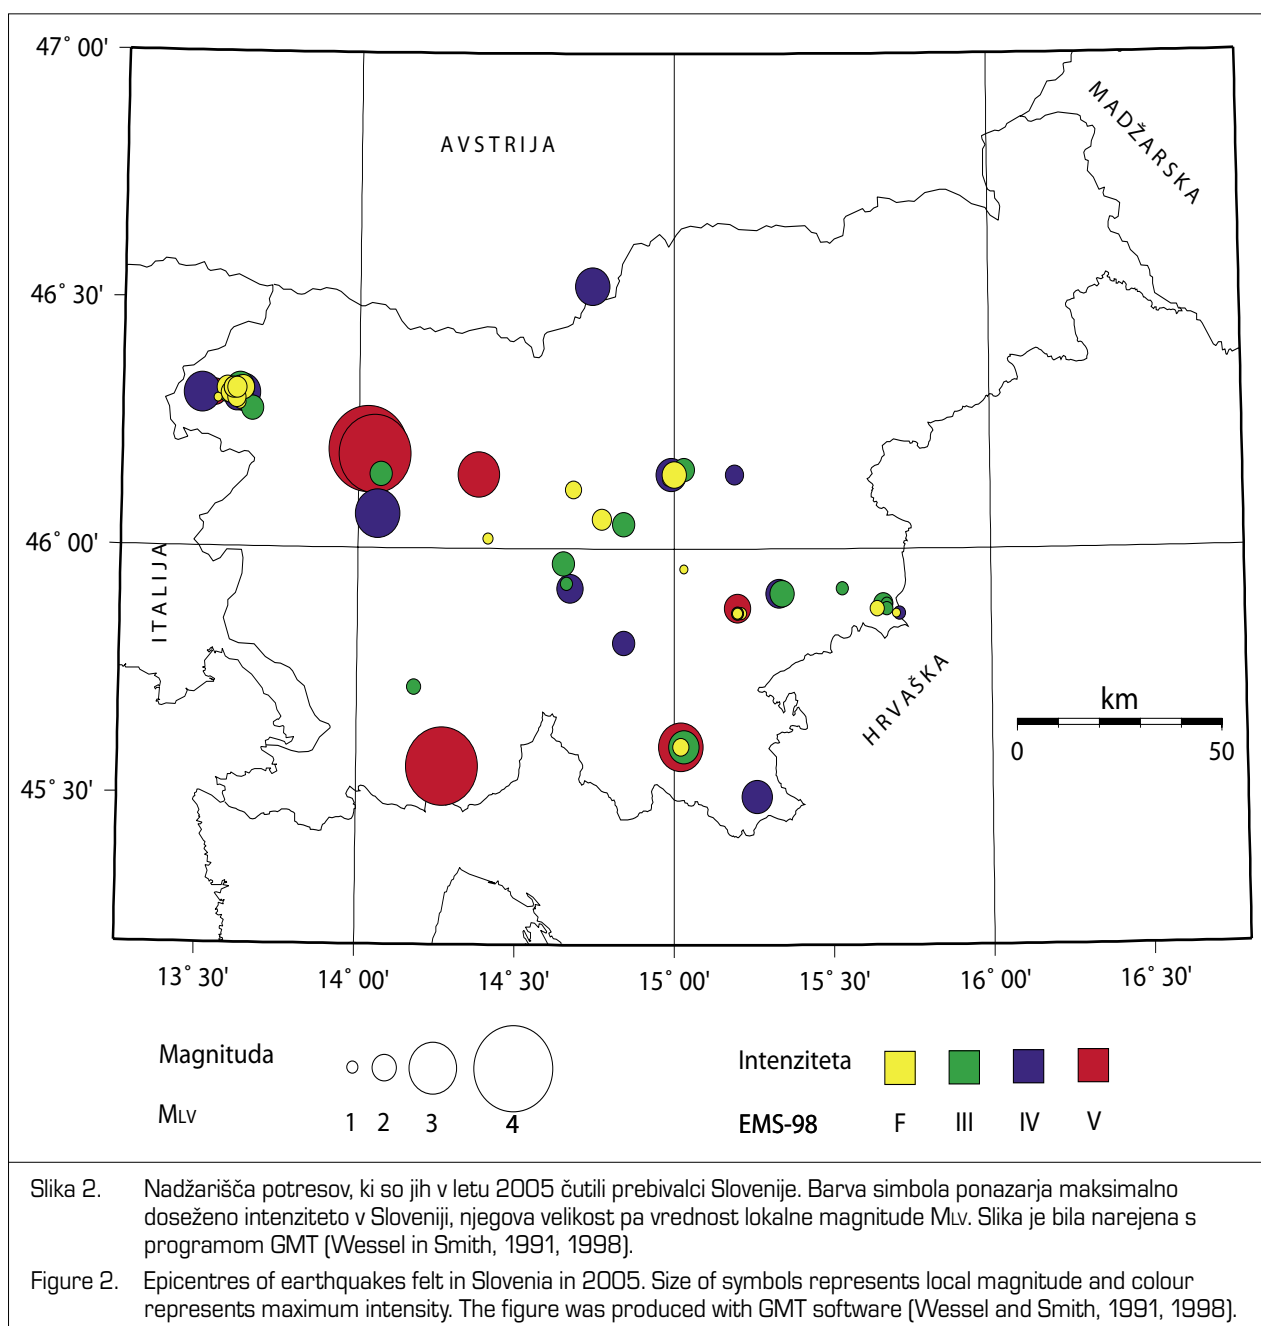 47° 00'
AVSTRIJA
MADŽARSKA
46° 30'
46° 00'
ITALIJA
HRVAŠKA
km
0 50
45° 30'
13° 30' 14° 00' 14° 30' 15° 00' 15° 30' 16° 00' 16° 30'
Magnituda
MLV 1 2 3 4
Intenziteta
EMS-98 F III IV V
Slika 2. Nadžarišča potresov, ki so jih v letu 2005 čutili prebivalci Slovenije. Barva simbola ponazarja maksimalno
doseženo intenziteto v Sloveniji, njegova velikost pa vrednost lokalne magnitude MLV. Slika je bila narejena s
programom GMT (Wessel in Smith, 1991, 1998).
Figure 2. Epicentres of earthquakes felt in Slovenia in 2005. Size of symbols represents local magnitude and colour
represents maximum intensity. The figure was produced with GMT software (Wessel and Smith, 1991, 1998).